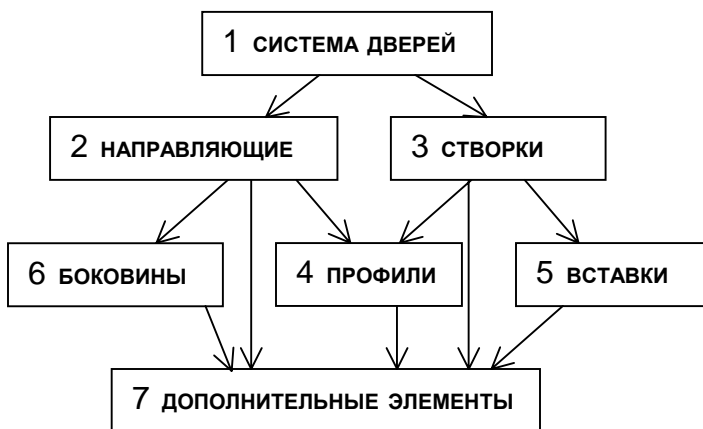 1 СИСТЕМА ДВЕРЕЙ
2 НАПРАВЛЯЮЩИЕ
3 СТВОРКИ
6 БОКОВИНЫ
4 ПРОФИЛИ
5 ВСТАВКИ
7 ДОПОЛНИТЕЛЬНЫЕ ЭЛЕМЕНТЫ